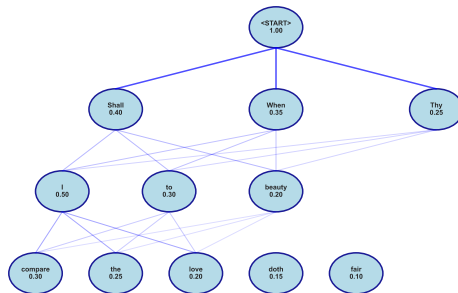 <START>
1.00
Shall
0.40
When
0.35
Thy
0.25
I
0.50
to
0.30
beauty
0.20
compare
0.30
the
0.25
love
0.20
doth
0.15
fair
0.10